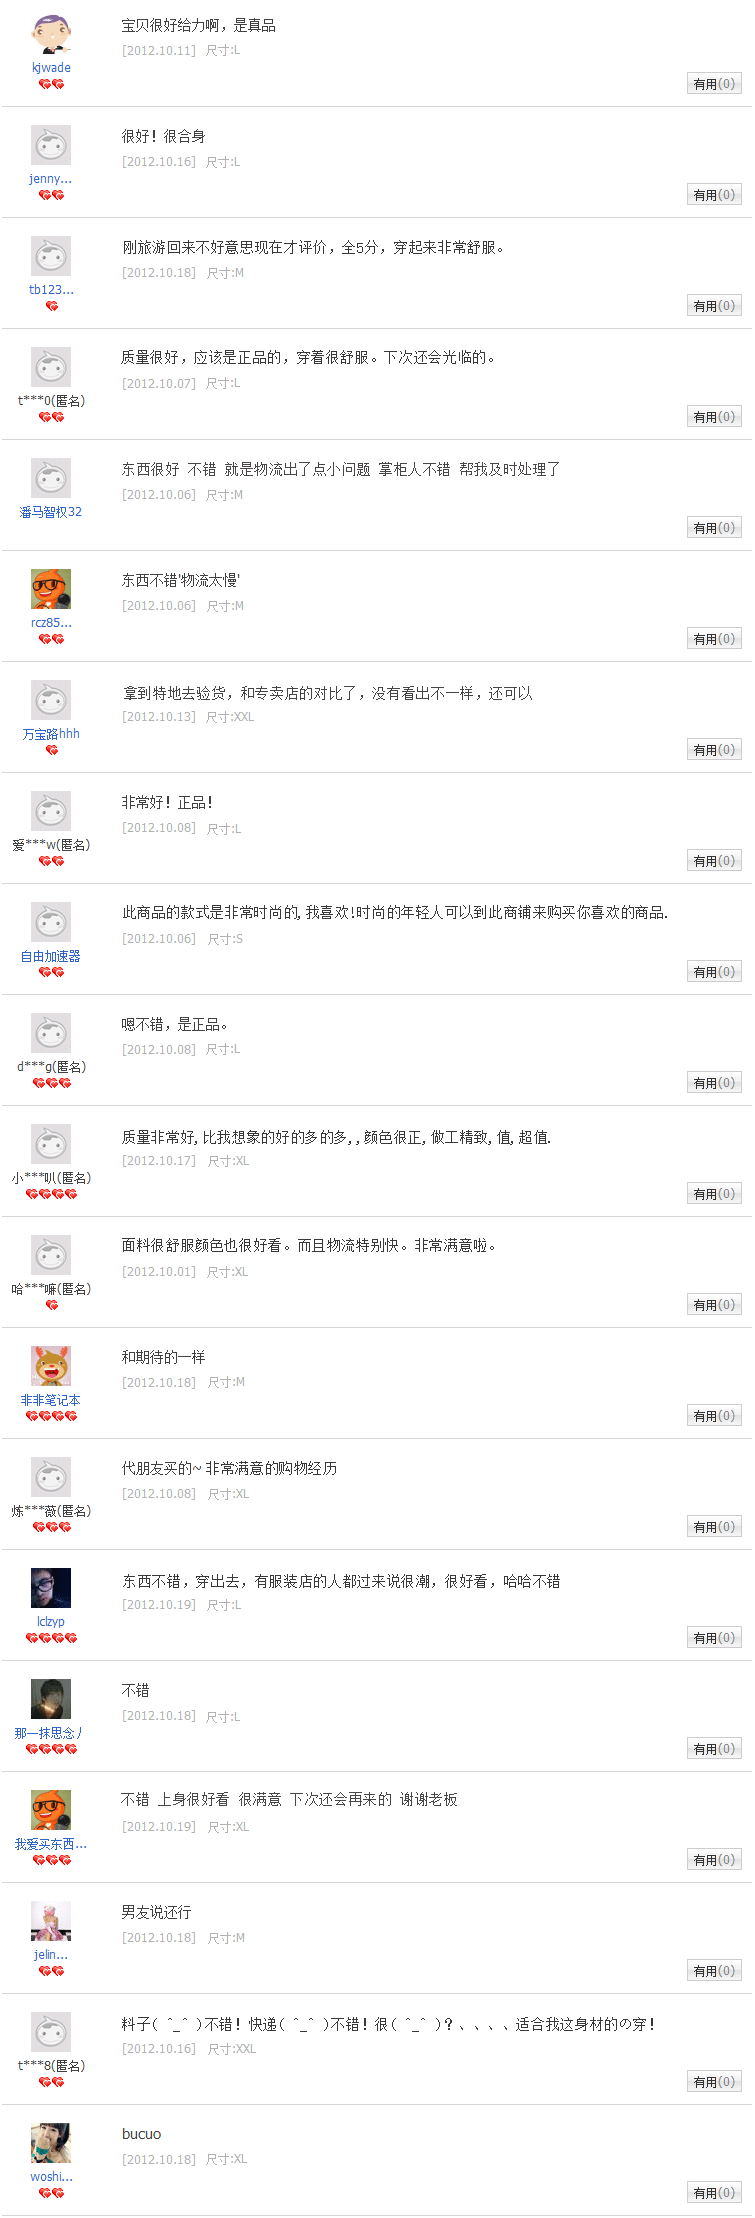 宝贝很好给力啊，是真品
[2012.10.11] 尺寸:L
kjwade
有用(0)
很好！很合身
[2012.10.16] 尺寸:L
jenny...
有用(0)
刚旅游回来不好意思现在才评价，全5分，穿起来非常舒服。
[2012.10.18] 尺寸:M
tb123...
有用(0)
质量很好，应该是正品的，穿着很舒服。下次还会光临的。
[2012.10.07] 尺寸:L
t***0(匿名)
有用(0)
东西很好 不错 就是物流出了点小问题 掌柜人不错 帮我及时处理了
[2012.10.06] 尺寸:M
潘马智权32
有用(0)
东西不错'物流太慢'
[2012.10.06] 尺寸:M
rcz85...
有用(0)
拿到特地去验货，和专卖店的对比了，没有看出不一样，还可以
[2012.10.13] 尺寸:XXL
万宝路hhh
有用(0)
非常好！正品！
[2012.10.08] 尺寸:L
爱***w(匿名)
有用(0)
此商品的款式是非常时尚的,我喜欢!时尚的年轻人可以到此商铺来购买你喜欢的商品.
[2012.10.06] 尺寸:S
自由加速器
有用(0)
嗯不错，是正品。
[2012.10.08] 尺寸:L
d***g(匿名)
有用(0)
质量非常好,比我想象的好的多的多,,颜色很正,做工精致,值,超值.
[2012.10.17] 尺寸:XL
小***叭(匿名)
有用(0)
面料很舒服颜色也很好看。而且物流特别快。非常满意啦。
[2012.10.01] 尺寸:XL
哈***嘛(匿名)
有用(0)
和期待的一样
[2012.10.18] 尺寸:M
非非笔记本
有用(0)
代朋友买的~非常满意的购物经历
[2012.10.08] 尺寸:XL
炼***薇(匿名)
有用(0)
东西不错，穿出去，有服装店的人都过来说很潮，很好看，哈哈不错
[2012.10.19] 尺寸:L
lclzyp
有用(0)
不错
[2012.10.18] 尺寸:L
那一抹思念丿
有用(0)
不错 上身很好看 很满意 下次还会再来的 谢谢老板
[2012.10.19] 尺寸:XL
我爱买东西...
有用(0)
男友说还行
[2012.10.18] 尺寸:M
jelin...
有用(0)
料子( ^_^ )不错！快递( ^_^ )不错！很( ^_^ )？、、、、适合我这身材的の穿！
[2012.10.16] 尺寸:XXL
t***8(匿名)
有用(0)
bucuo
[2012.10.18] 尺寸:XL
woshi...
有用(0)